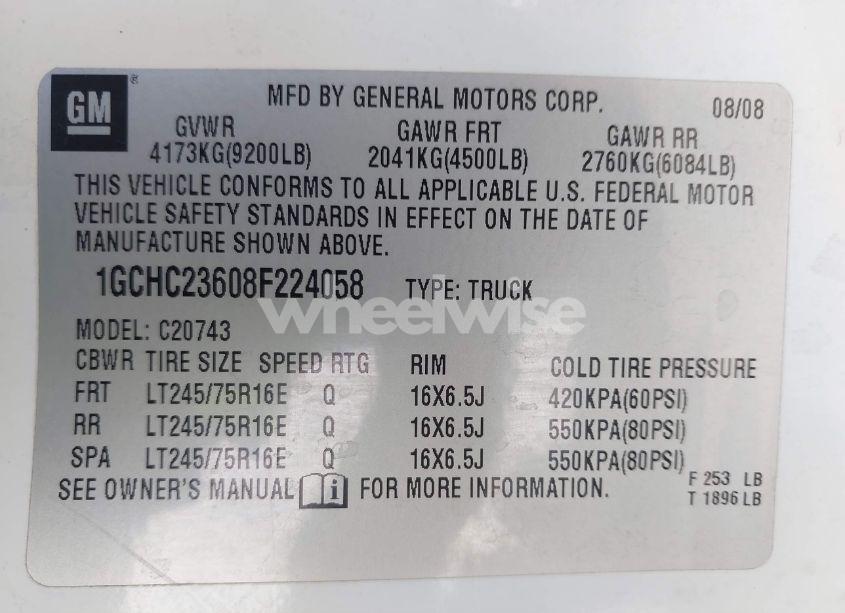 GM ®
MFD BY GENERAL MOTORS CORP. 08/08
GVWR GAWR FRT GAWR RR
4173KG(9200LB) 2041KG(4500LB) 2760KG(6084LB)
THIS VEHICLE CONFORMS TO ALL APPLICABLE U.S. FEDERAL MOTOR
VEHICLE SAFETY STANDARDS IN EFFECT ON THE DATE OF
MANUFACTURE SHOWN ABOVE.
1GCHC23608F224058 TYPE: TRUCK
wheelwise
MODEL: C20743
CBWR TIRE SIZE SPEED RTG RIM COLD TIRE PRESSURE
FRT LT245/75R16E Q 16X6.5J 420KPA(60PSI)
RR LT245/75R16E Q 16X6.5J 550KPA(80PSI)
SPA LT245/75R16E Q 16X6.5J 550KPA(80PSI)
SEE OWNER'S MANUAL i FOR MORE INFORMATION.
F 253 LB
T 1896 LB